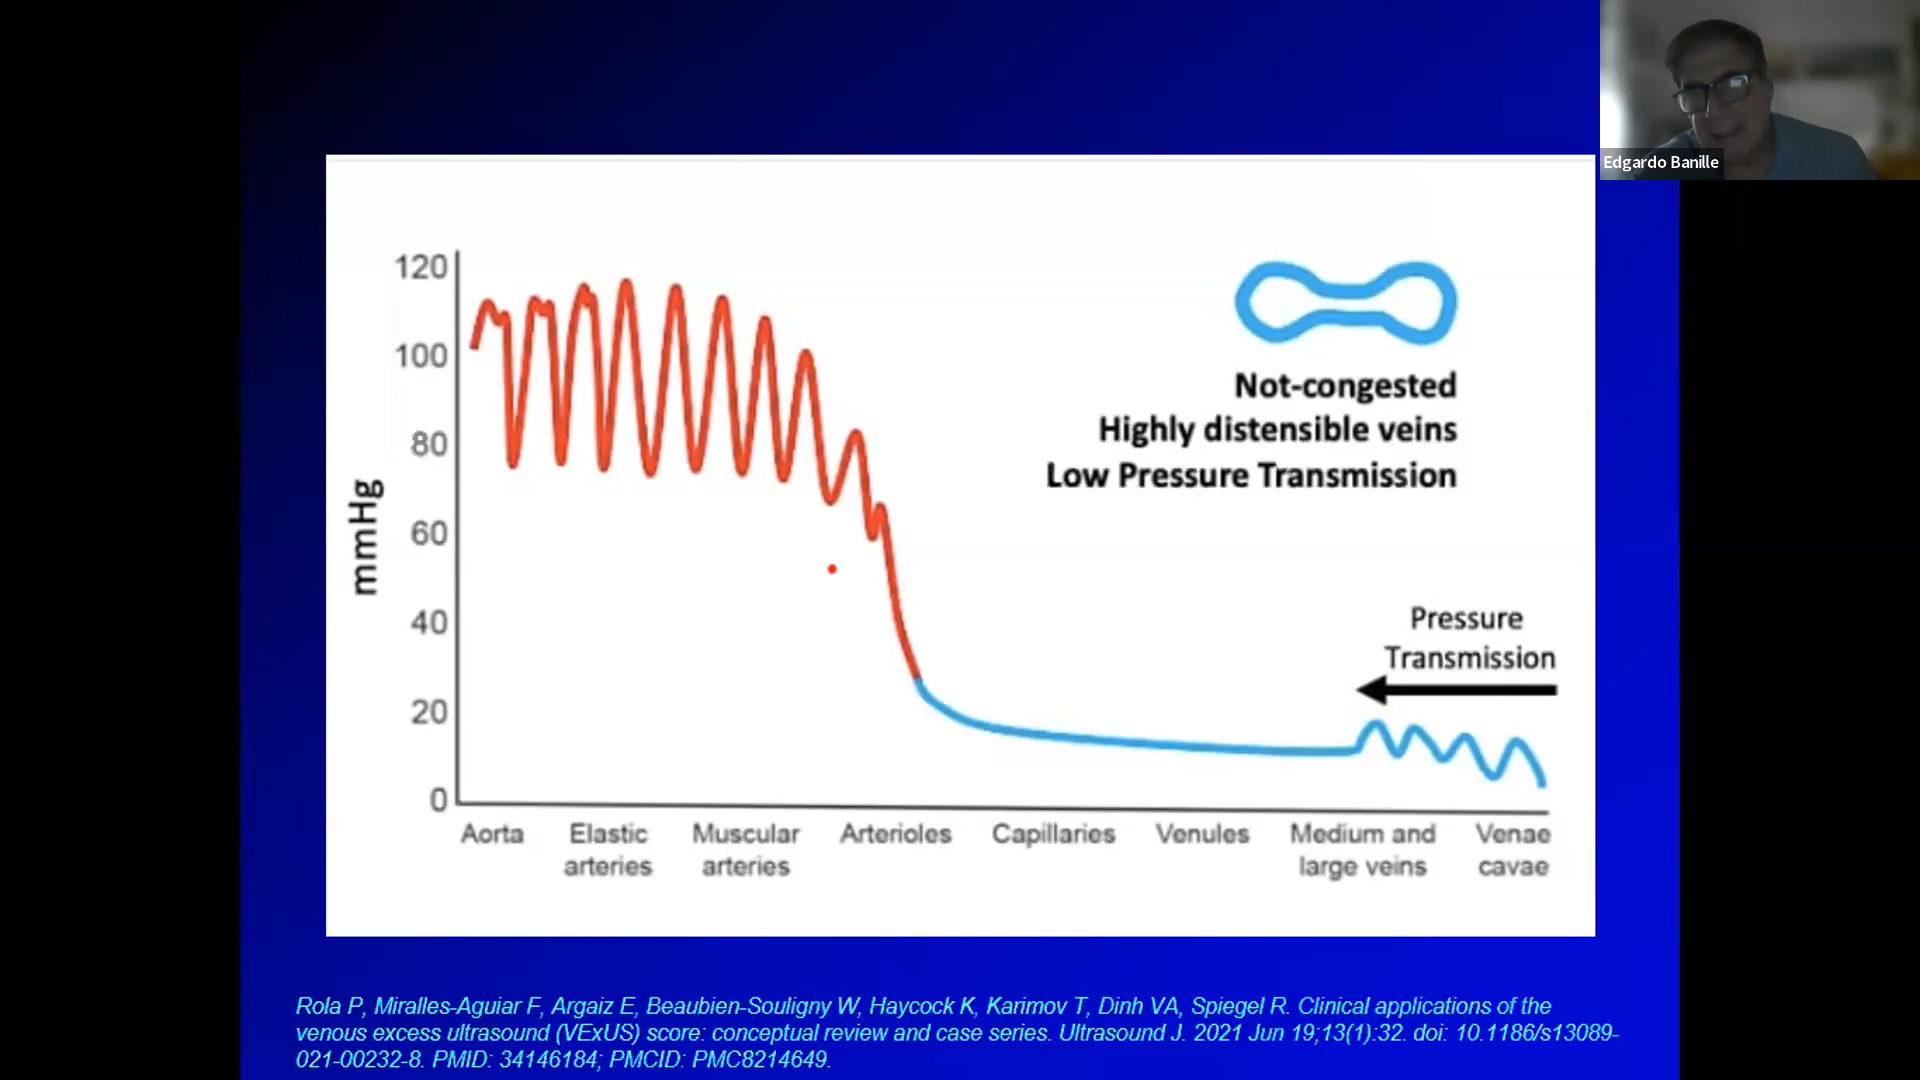 Edgardo Banille
120
100
80
60
40
20
0
mmHg
Not-congested
Highly distensible veins
Low Pressure Transmission
Pressure
Transmission
Aorta
Elastic
arteries
Muscular
arteries
Arterioles
Capillaries
Venules
Medium and
large veins
Venae
cavae
Rola P, Miralles-Aguiar F, Argaiz E, Beaubien-Souligny W, Haycock K, Karimov T, Dinh VA, Spiegel R. Clinical applications of the
venous excess ultrasound (VExUS) score: conceptual review and case series. Ultrasound J. 2021 Jun 19;13(1):32. doi: 10.1186/s13089-
021-00232-8. PMID: 34146184; PMCID: PMC8214649.